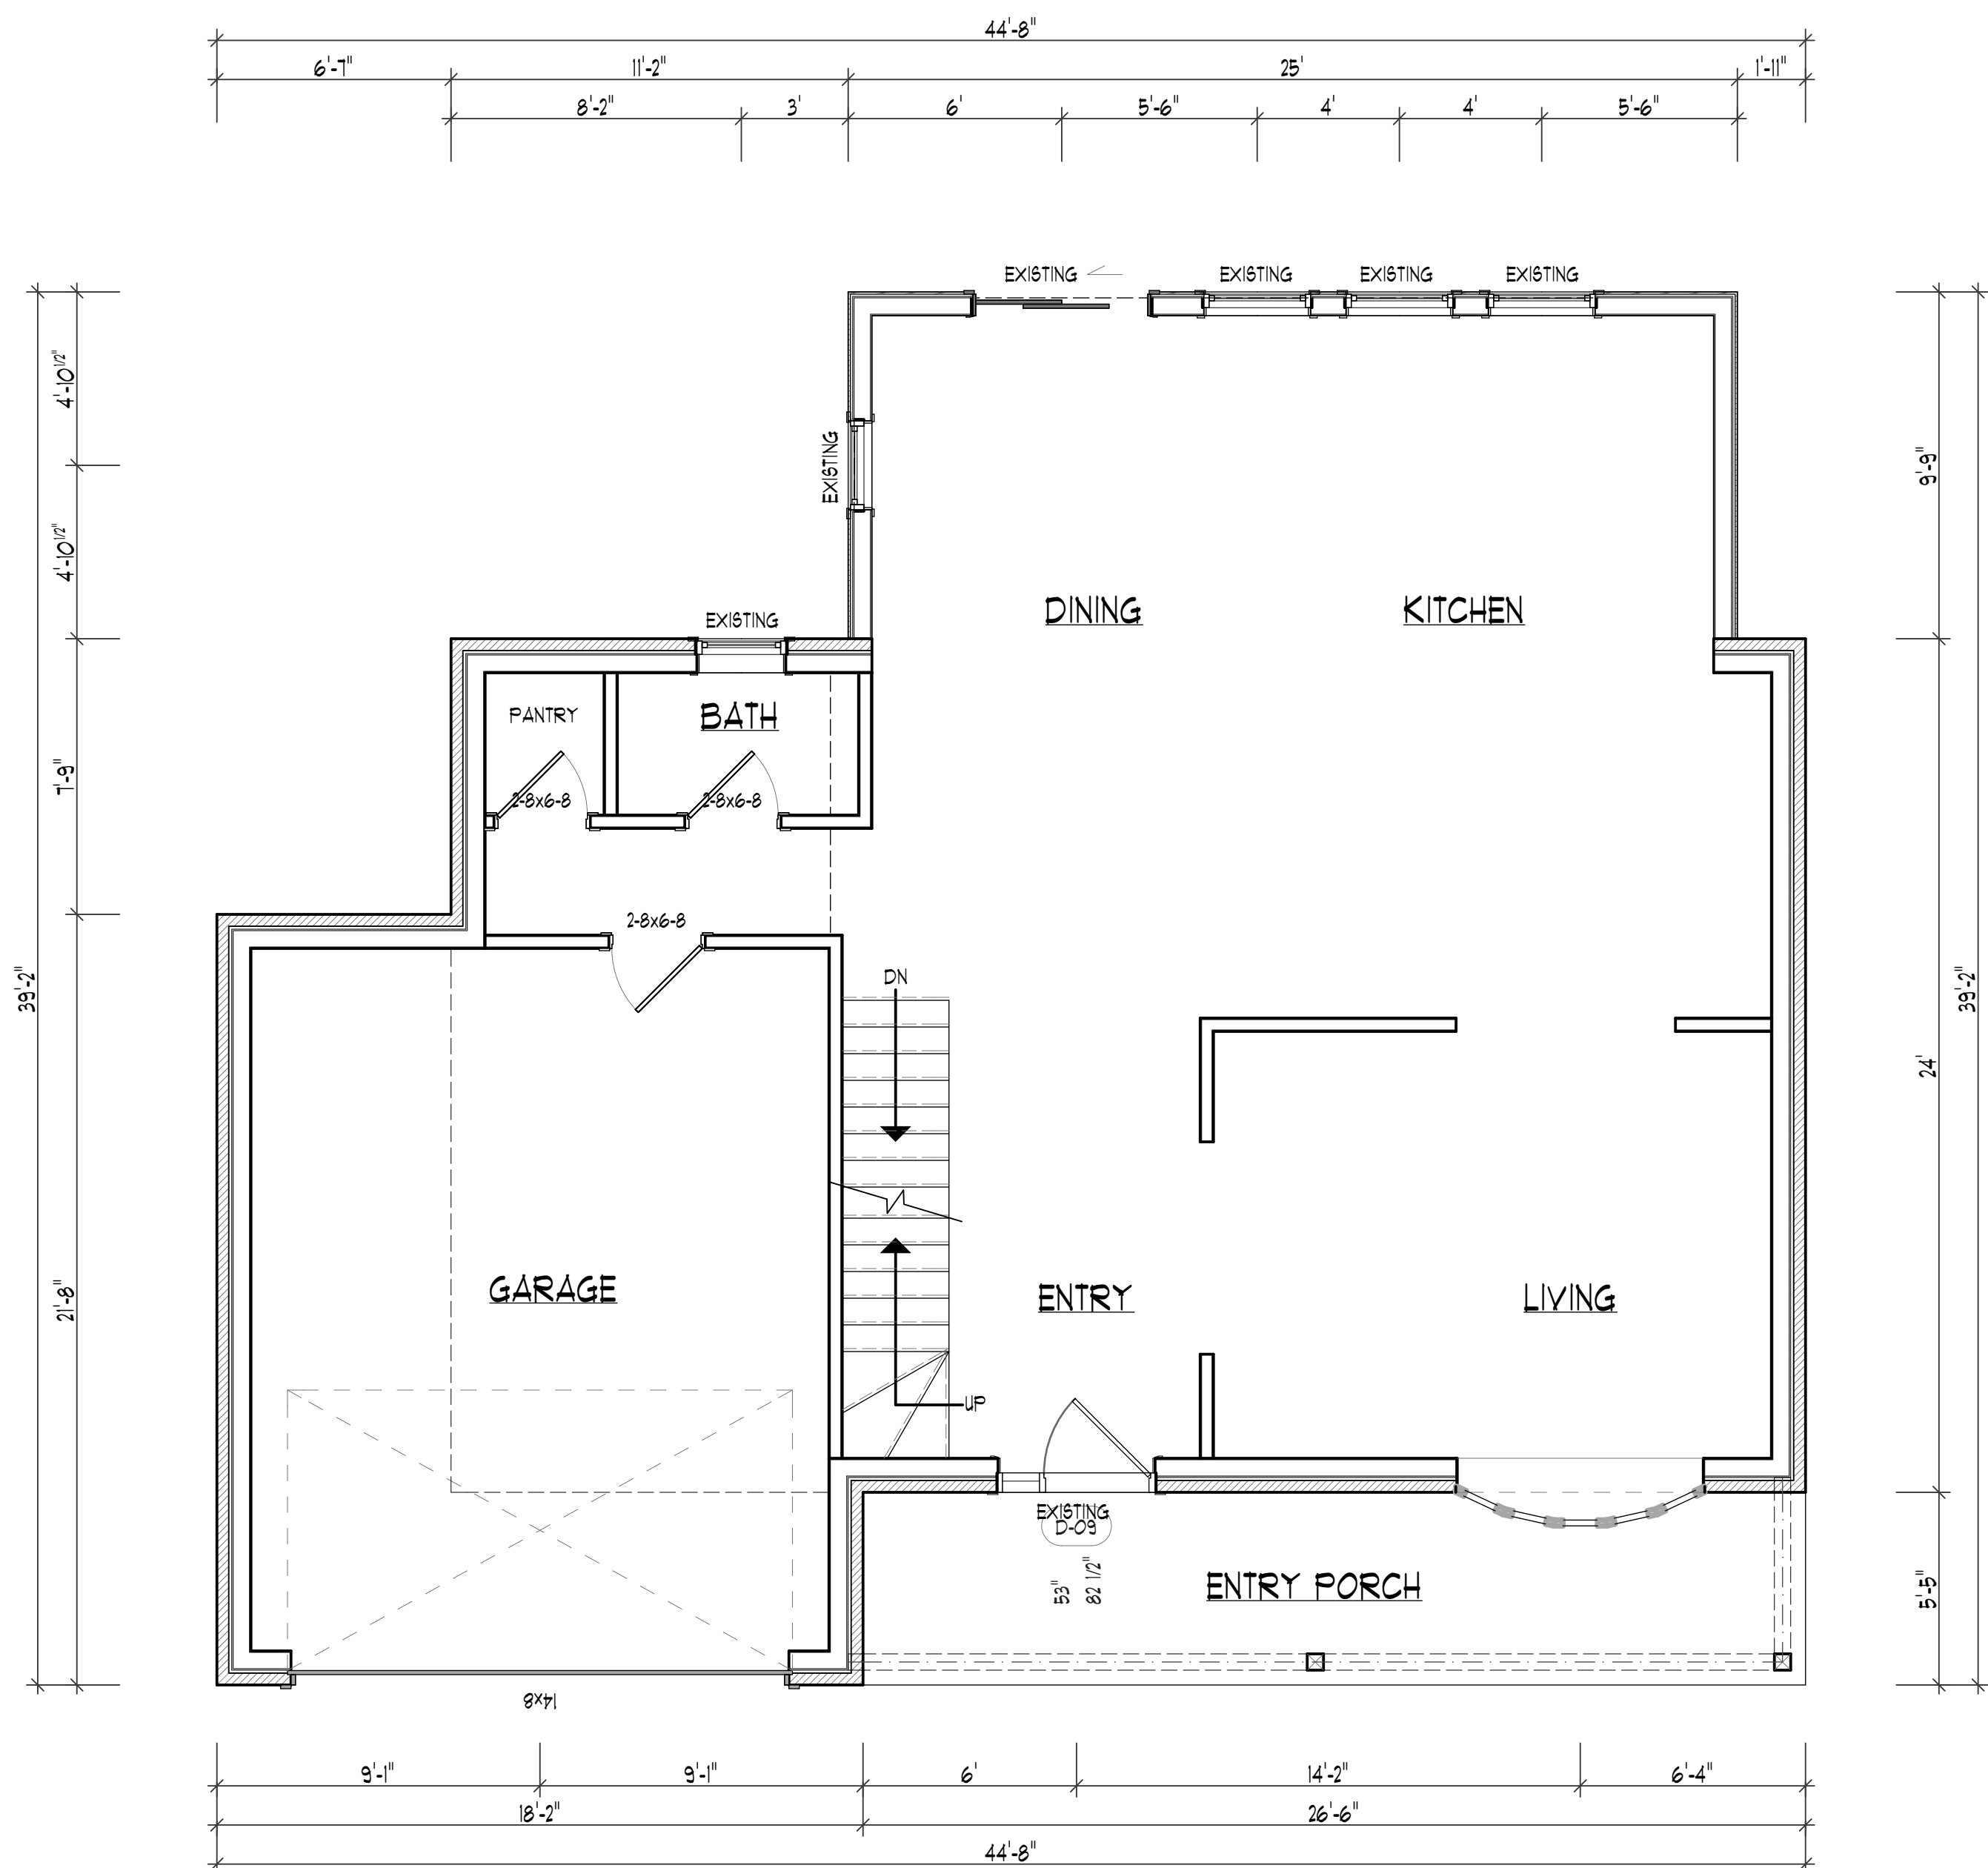 44'-8"
6'-7" 11'-2" 25' 1'-11"
8'-2" 3' 6' 5'-6" 4' 4' 5'-6"
EXISTING EXISTING EXISTING EXISTING
4'-10 1/2"
9'-9"
EXISTING
4'-10 1/2"
DINING KITCHEN
EXISTING
PANTRY BATH
7'-9"
2-8x6-8 2-8x6-8
2-8x6-8
DN
39'-2"
39'-2"
24'
21'-8"
GARAGE ENTRY LIVING
UP
EXISTING
D-09
53" 82 1/2"
ENTRY PORCH
5'-5"
14x8
9'-1" 9'-1" 6' 14'-2" 6'-4"
18'-2" 26'-6"
44'-8"